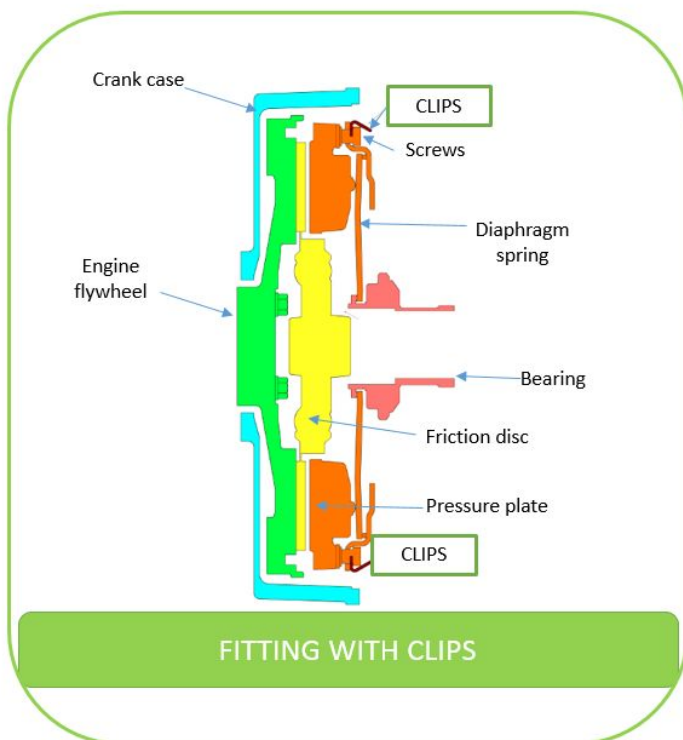 Crank case
CLIPS
Screws
Diaphragm
spring
Engine
flywheel
Bearing
Friction disc
Pressure plate
CLIPS
FITTING WITH CLIPS